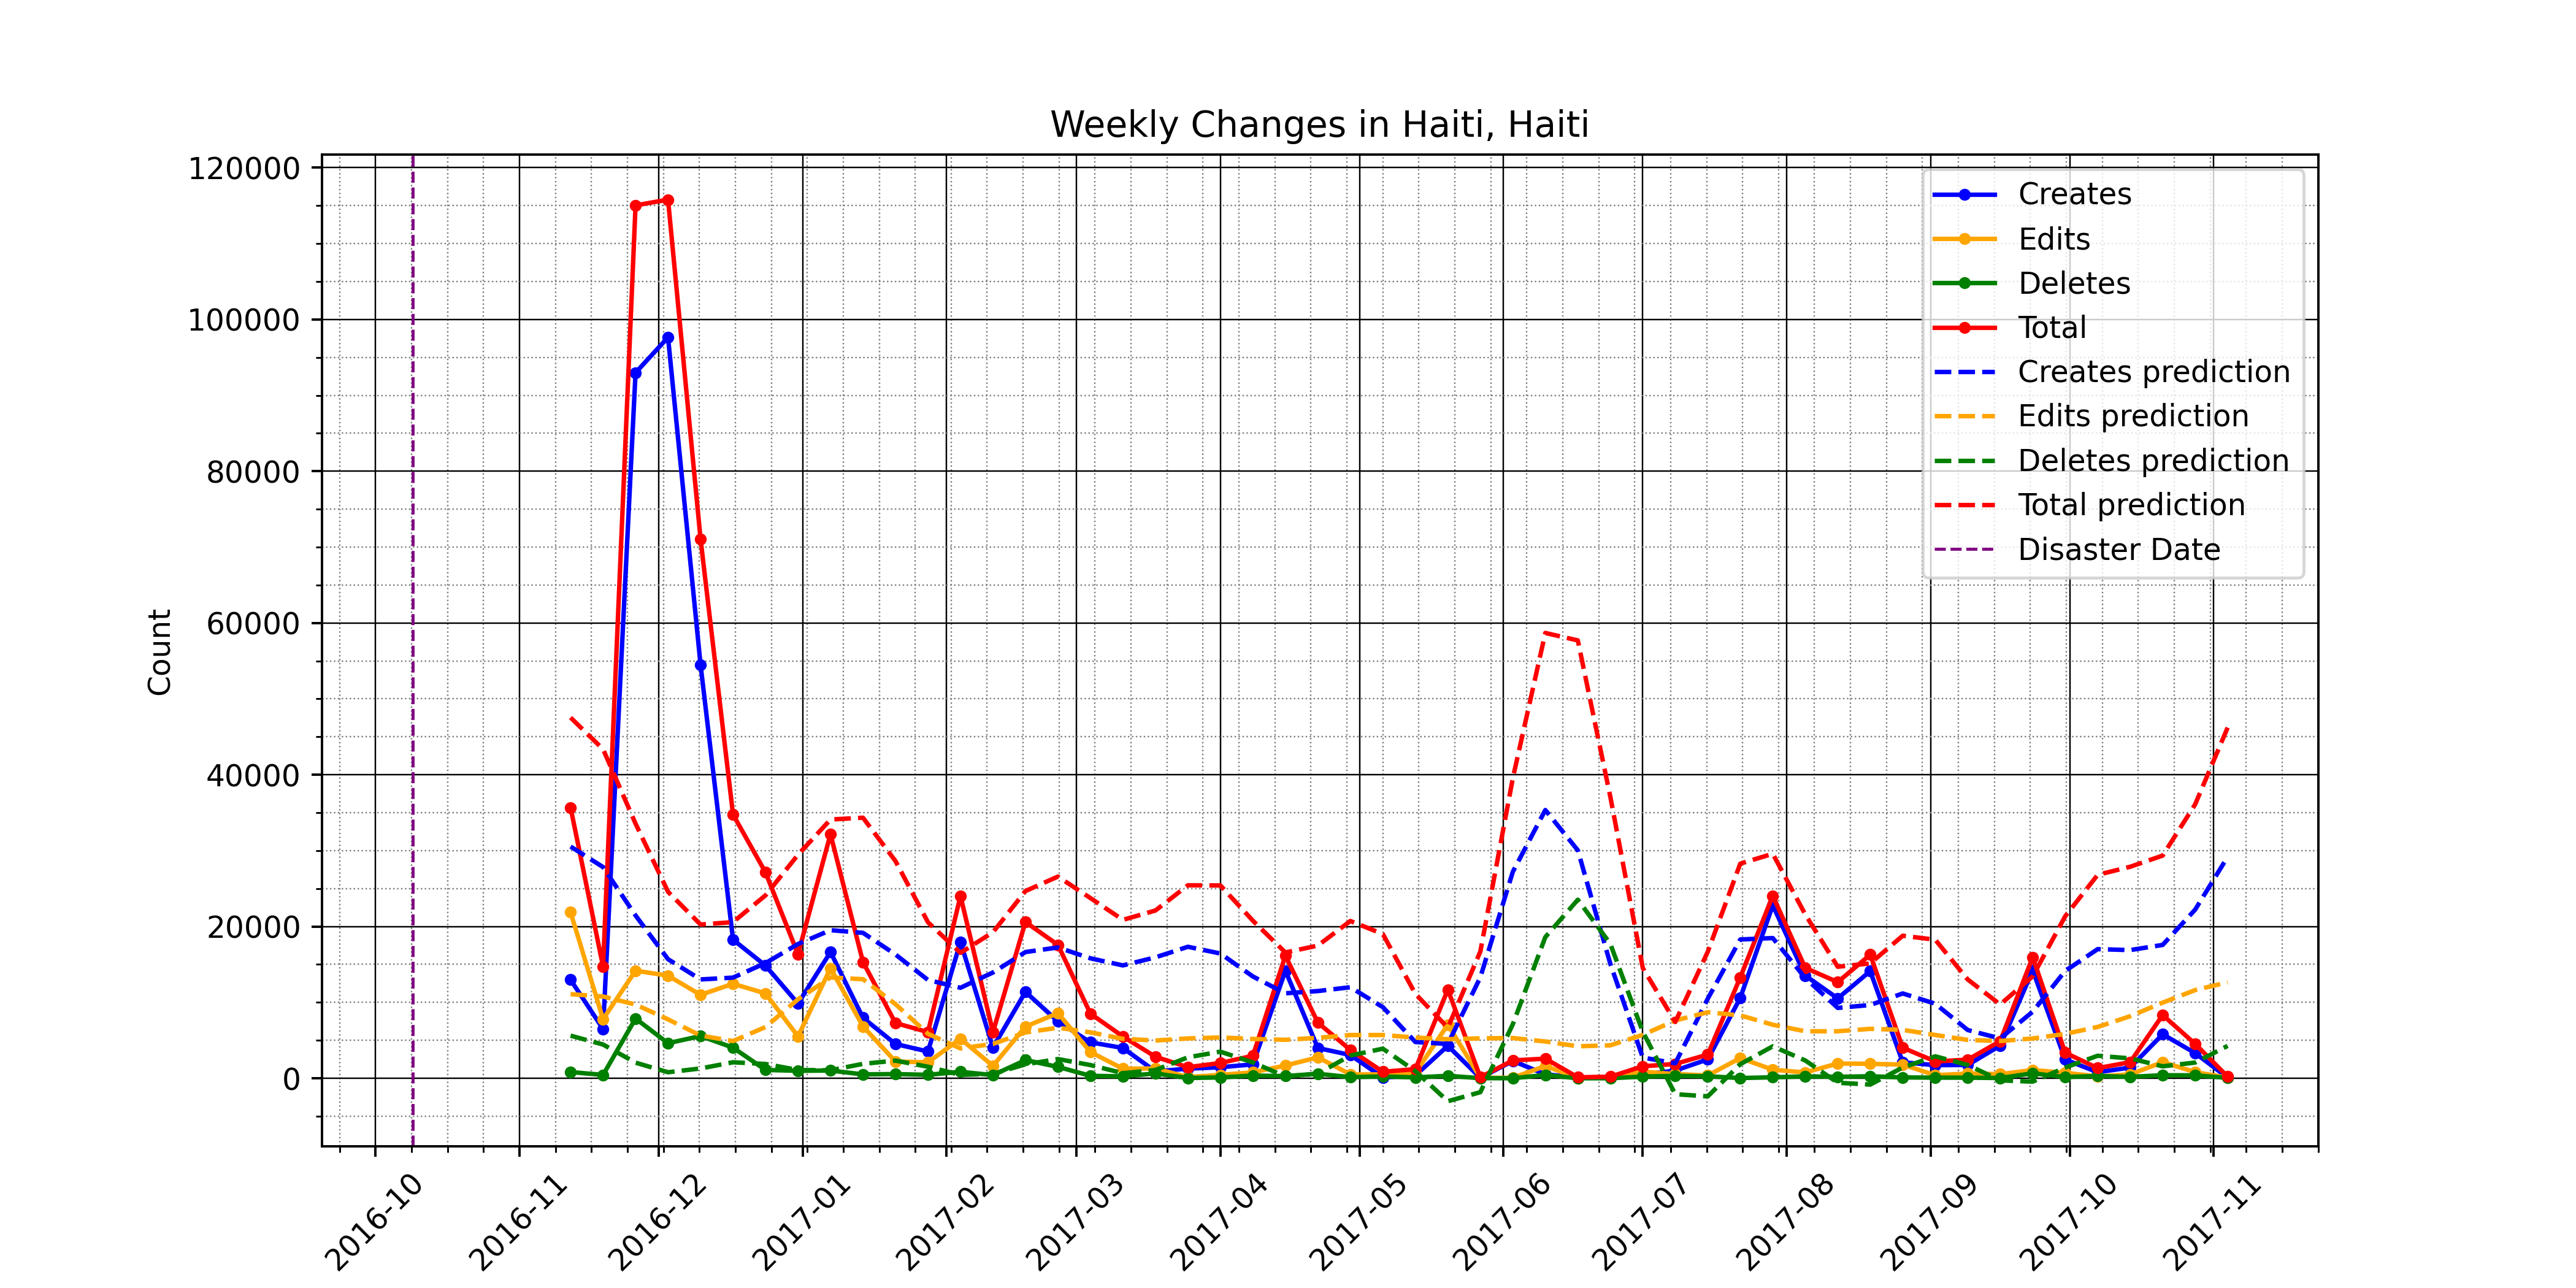 Weekly Changes in Haiti, Haiti
120000
100000
80000
60000
40000
20000
0
Count
Creates
Edits
Deletes
Total
Creates prediction
Edits prediction
Deletes prediction
Total prediction
Disaster Date
2016-10
2016-11
2016-12
2017-01
2017-02
2017-03
2017-04
2017-05
2017-06
2017-07
2017-08
2017-09
2017-10
2017-11